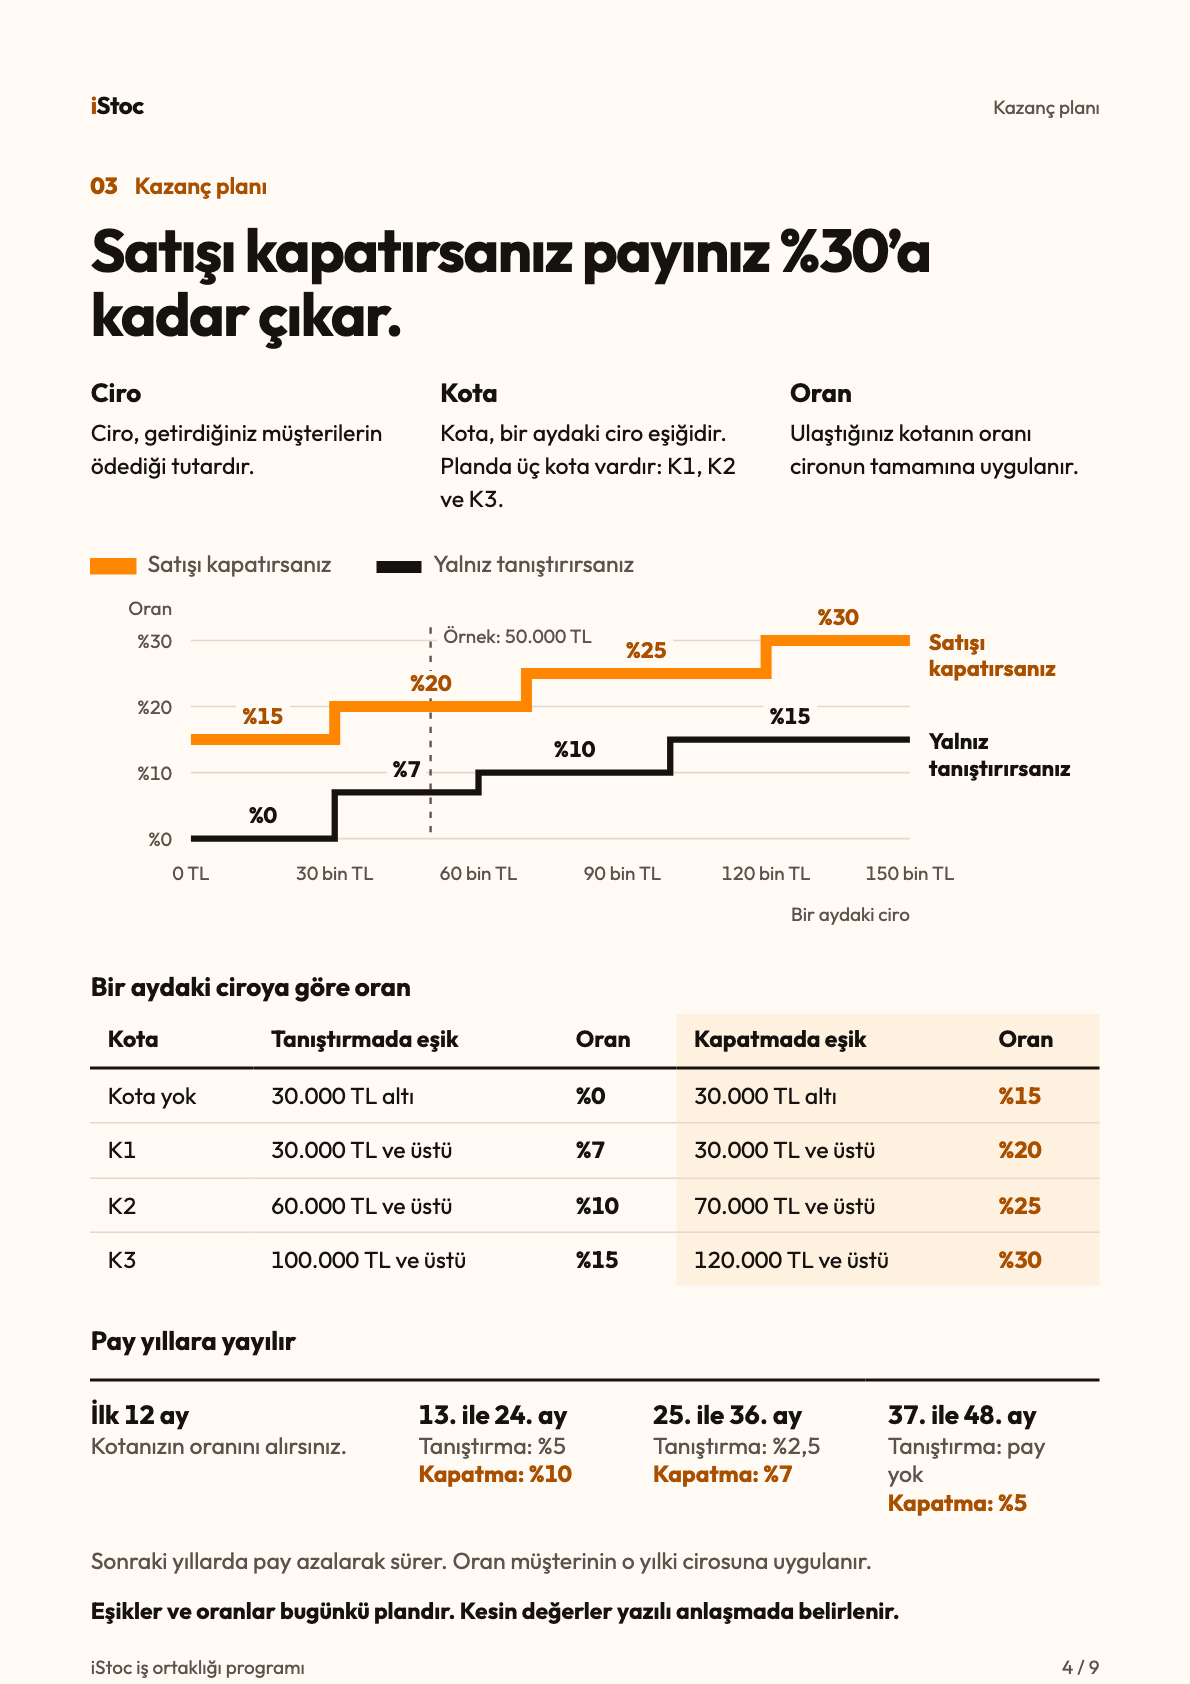 iStoc
Kazanç planı
03 Kazanç planı
Satışı kapatırsanız payınız %30’a
kadar çıkar.
Ciro
Ciro, getirdiğiniz müşterilerin
ödediği tutardır.
Kota
Kota, bir aydaki ciro eşiğidir.
Planda üç kota vardır: K1, K2
ve K3.
Oran
Ulaştığınız kotanın oranı
cironun tamamına uygulanır.
Satışı kapatırsanız
Yalnız tanıştırırsanız
Oran
%30
%20
%10
%0
Örnek: 50.000 TL
%15
%20
%25
%30
Satışı
kapatırsanız
%0
%7
%10
%15
Yalnız
tanıştırırsanız
0 TL
30 bin TL
60 bin TL
90 bin TL
120 bin TL
150 bin TL
Bir aydaki ciro
Bir aydaki ciroya göre oran
Kota Tanıştırmada eşik Oran Kapatmada eşik Oran
Kota yok 30.000 TL altı %0 30.000 TL altı %15
K1 30.000 TL ve üstü %7 30.000 TL ve üstü %20
K2 60.000 TL ve üstü %10 70.000 TL ve üstü %25
K3 100.000 TL ve üstü %15 120.000 TL ve üstü %30
Pay yıllara yayılır
İlk 12 ay
Kotanızın oranını alırsınız.
13. ile 24. ay
Tanıştırma: %5
Kapatma: %10
25. ile 36. ay
Tanıştırma: %2,5
Kapatma: %7
37. ile 48. ay
Tanıştırma: pay
yok
Kapatma: %5
Sonraki yıllarda pay azalarak sürer. Oran müşterinin o yılki cirosuna uygulanır.
Eşikler ve oranlar bugünkü plandır. Kesin değerler yazılı anlaşmada belirlenir.
iStoc iş ortaklığı programı
4 / 9